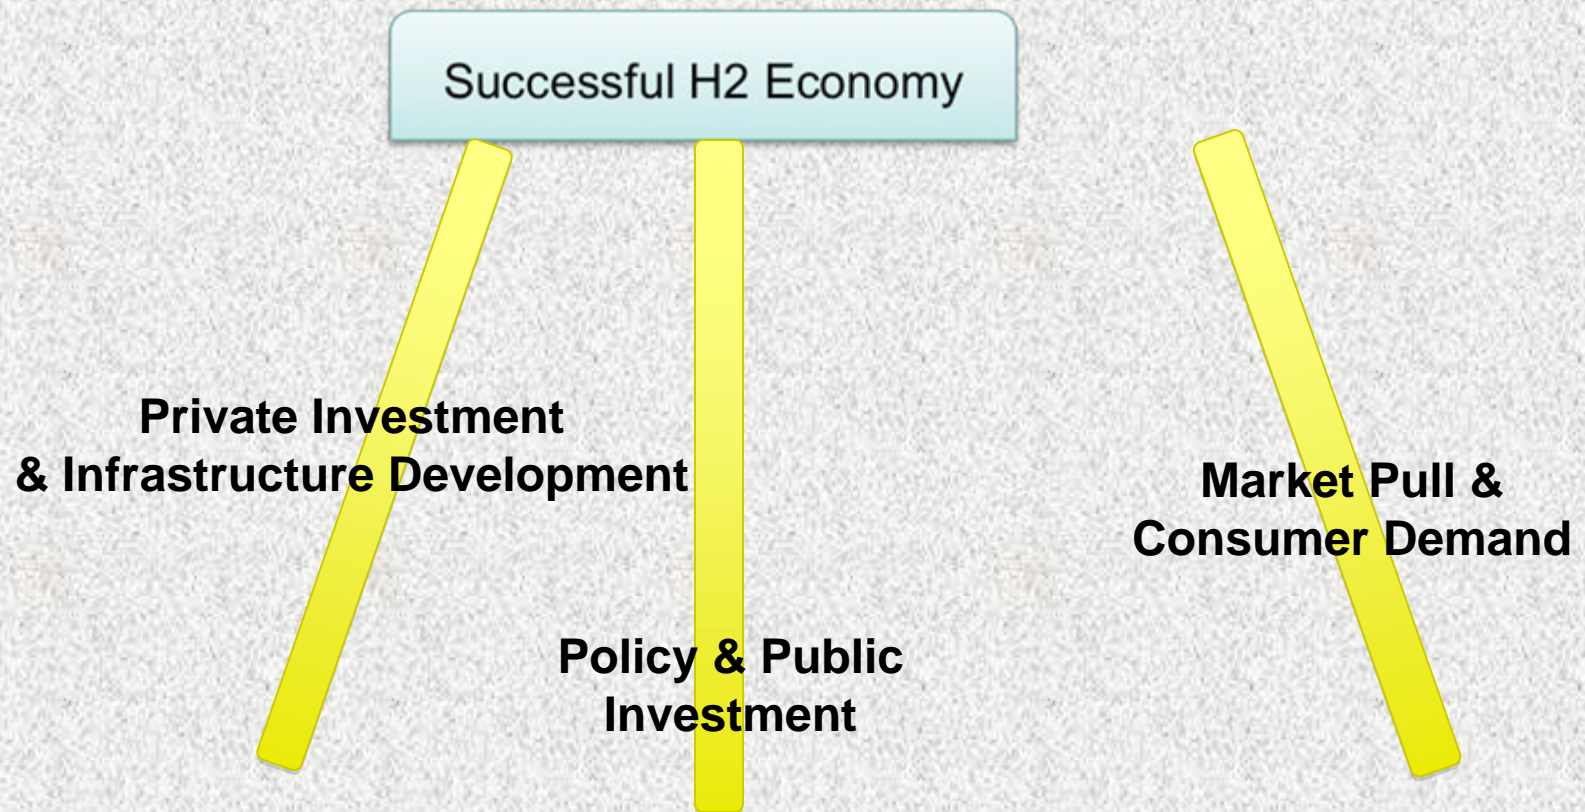 Successful H2 Economy
Private Investment
& Infrastructure Development
Market Pull &
Consumer Demand
Policy & Public
Investment